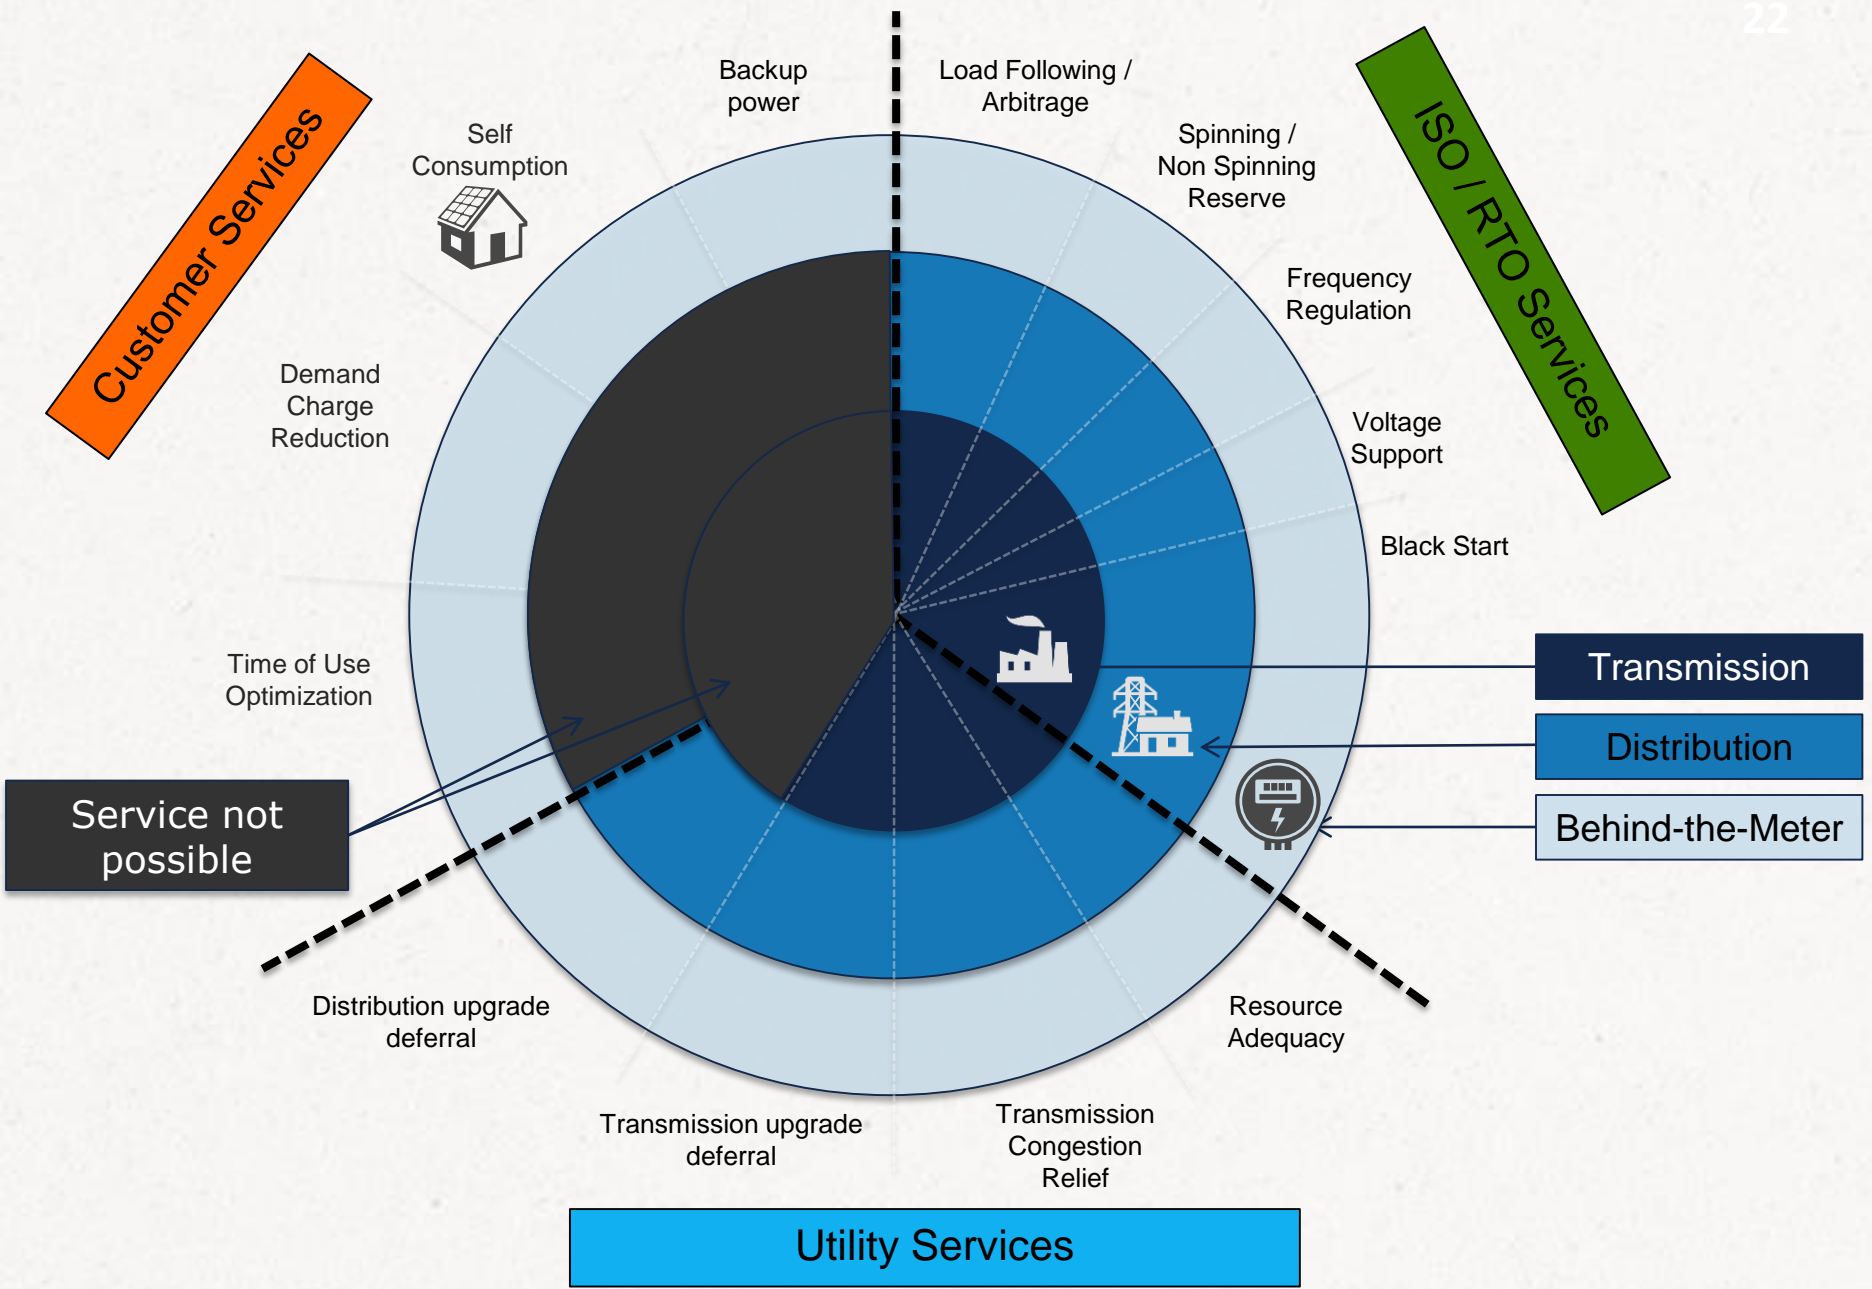 22
Backup
power
Load Following /
Arbitrage
Self
Consumption
Spinning /
Non Spinning
Reserve
Customer Services
ISO / RTO Services
Frequency
Regulation
Demand
Charge
Reduction
Voltage
Support
Black Start
Time of Use
Optimization
Transmission
Distribution
Behind-the-Meter
Service not
possible
Distribution upgrade
deferral
Resource
Adequacy
Transmission upgrade
deferral
Transmission
Congestion
Relief
Utility Services